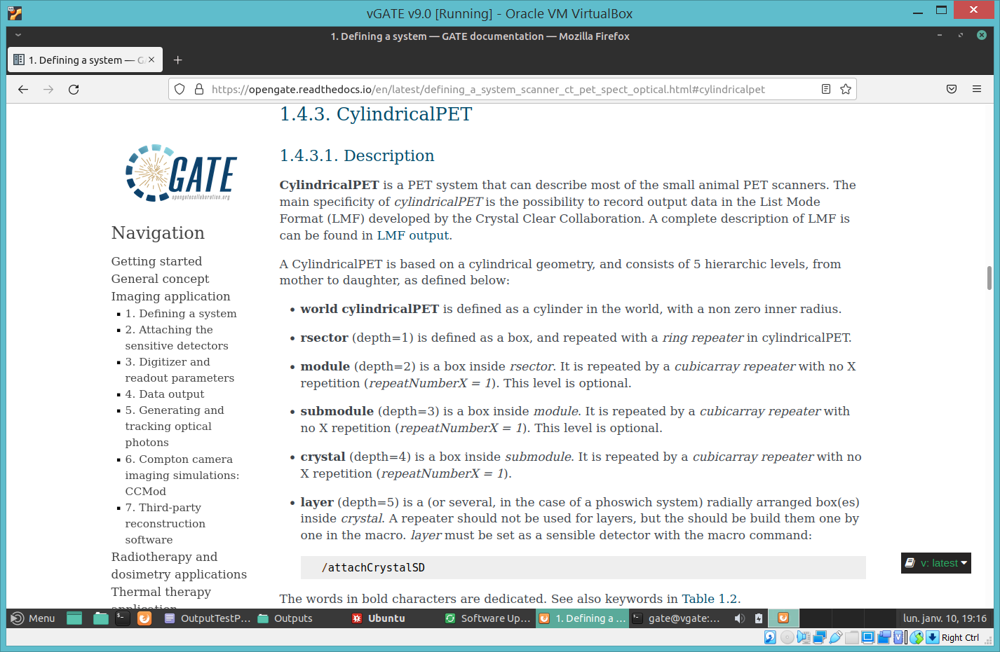 vGATE v9.0 [Running] - Oracle VM VirtualBox
1. Defining a system — GATE documentation — Mozilla Firefox
1. Defining a system — GA
https://opengate.readthedocs.io/en/latest/defining_a_system_scanner_ct_pet_spect_optical.html#cylindricalpet
GATE
opengatecollaboration.org
Navigation
Getting started
General concept
Imaging application
1. Defining a system
2. Attaching the
sensitive detectors
3. Digitizer and
readout parameters
4. Data output
5. Generating and
tracking optical
photons
6. Compton camera
imaging simulations:
CCMod
7. Third-party
reconstruction
software
Radiotherapy and
dosimetry applications
Thermal therapy
application
1.4.3. CylindricalPET
1.4.3.1. Description
CylindricalPET is a PET system that can describe most of the small animal PET scanners. The
main specificity of cylindricalPET is the possibility to record output data in the List Mode
Format (LMF) developed by the Crystal Clear Collaboration. A complete description of LMF is
can be found in LMF output.
A CylindricalPET is based on a cylindrical geometry, and consists of 5 hierarchic levels, from
mother to daughter, as defined below:
• world cylindricalPET is defined as a cylinder in the world, with a non zero inner radius.
• rsector (depth=1) is defined as a box, and repeated with a ring repeater in cylindricalPET.
• module (depth=2) is a box inside rsector. It is repeated by a cubicarray repeater with no X
repetition (repeatNumberX = 1). This level is optional.
• submodule (depth=3) is a box inside module. It is repeated by a cubicarray repeater with
no X repetition (repeatNumberX = 1). This level is optional.
• crystal (depth=4) is a box inside submodule. It is repeated by a cubicarray repeater with no
X repetition (repeatNumberX = 1).
• layer (depth=5) is a (or several, in the case of a phoswich system) radially arranged box(es)
inside crystal. A repeater should not be used for layers, but the should be build them one by
one in the macro. layer must be set as a sensible detector with the macro command:
/attachCrystalSD
The words in bold characters are dedicated. See also keywords in Table 1.2.
v: latest
Menu OutputTestP... Outputs Ubuntu Software Up... 1. Defining a ... gate@vgate:... lun. janv. 10, 19:16
Right Ctrl